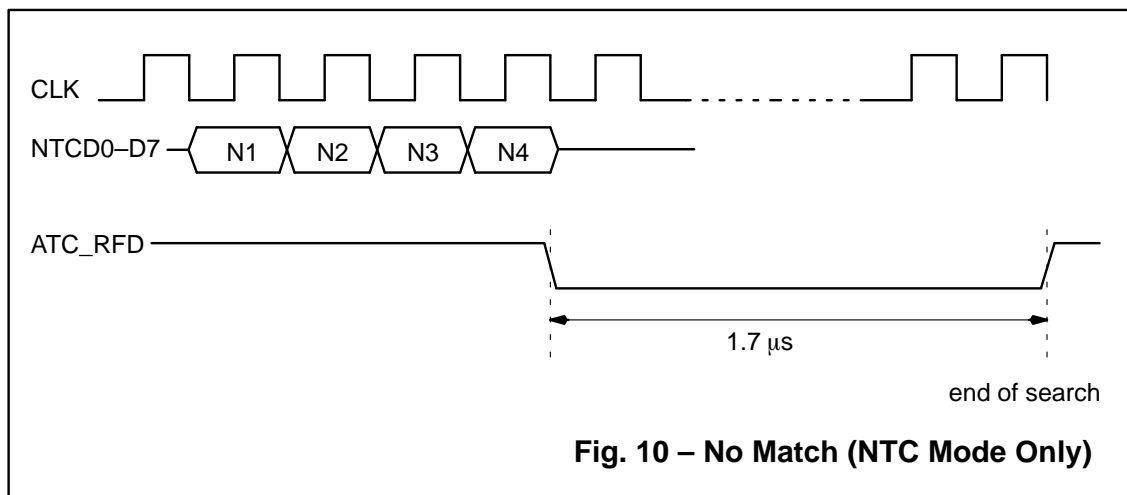 CLK
NTCD0–D7
N1 N2 N3 N4
ATC_RFD
1.7 μs
end of search
Fig. 10 – No Match (NTC Mode Only)